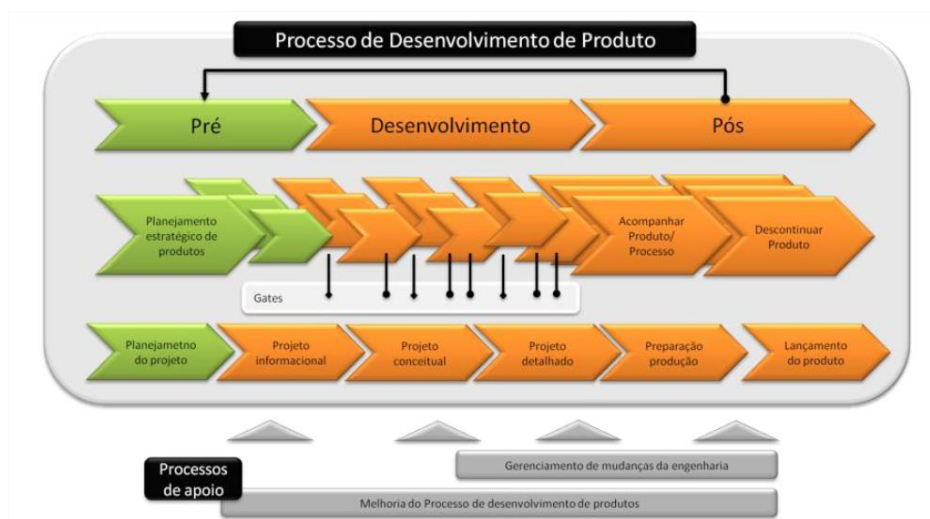 Processo de Desenvolvimento de Produto
Pré
Desenvolvimento
Pós
Planejamento
estratégico de
produtos
Acompanhar
Produto/
Processo
Descontinuar
Produto
Gates
Planejametno
do projeto
Projeto
informacional
Projeto
conceitual
Projeto
detalhado
Preparação
produção
Lançamento
do produto
Processos
de apoio
Gerenciamento de mudanças da engenharia
Melhoria do Processo de desenvolvimento de produtos